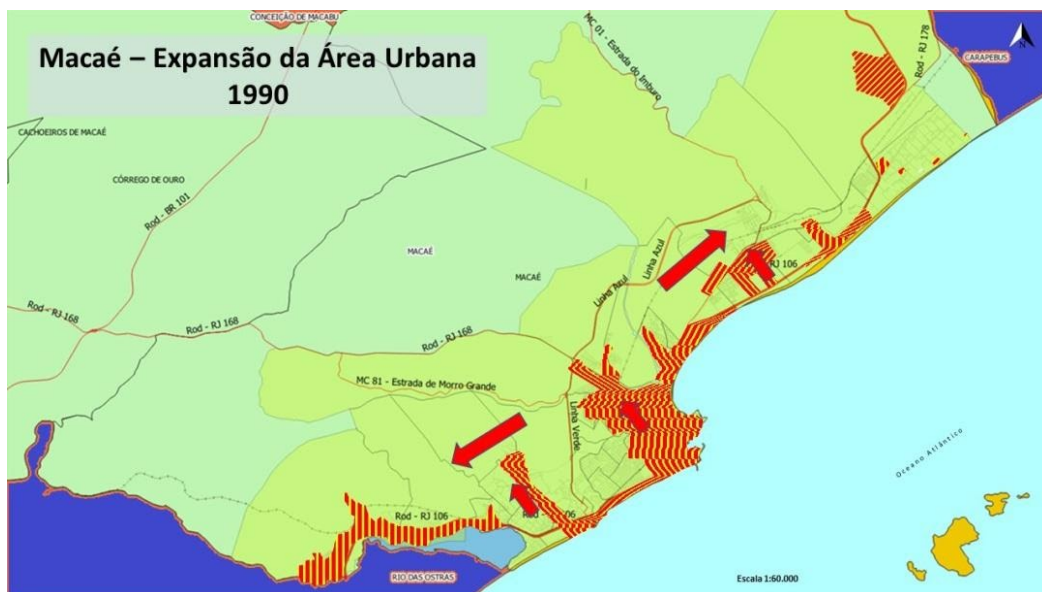 CONCEIÇÃO DE MACABU
Macaé – Expansão da Área Urbana
1990
MC 01 - Estrada do Imburo
Rod - RJ 178
CARAPEBUS
N
CACHOEIROS DE MACAÉ
CÓRREGO DE OURO
Rod - BR 101
MACAÉ
MACAÉ
Linha Azul
Linha Azul
RJ 106
Rod - RJ 168
Rod - RJ 168
Rod - RJ 168
MC 81 - Estrada de Morro Grande
Linha Verde
Oceano Atlântico
Rod - RJ 106
Rod - 06
RIO DAS OSTRAS
Escala 1:60.000